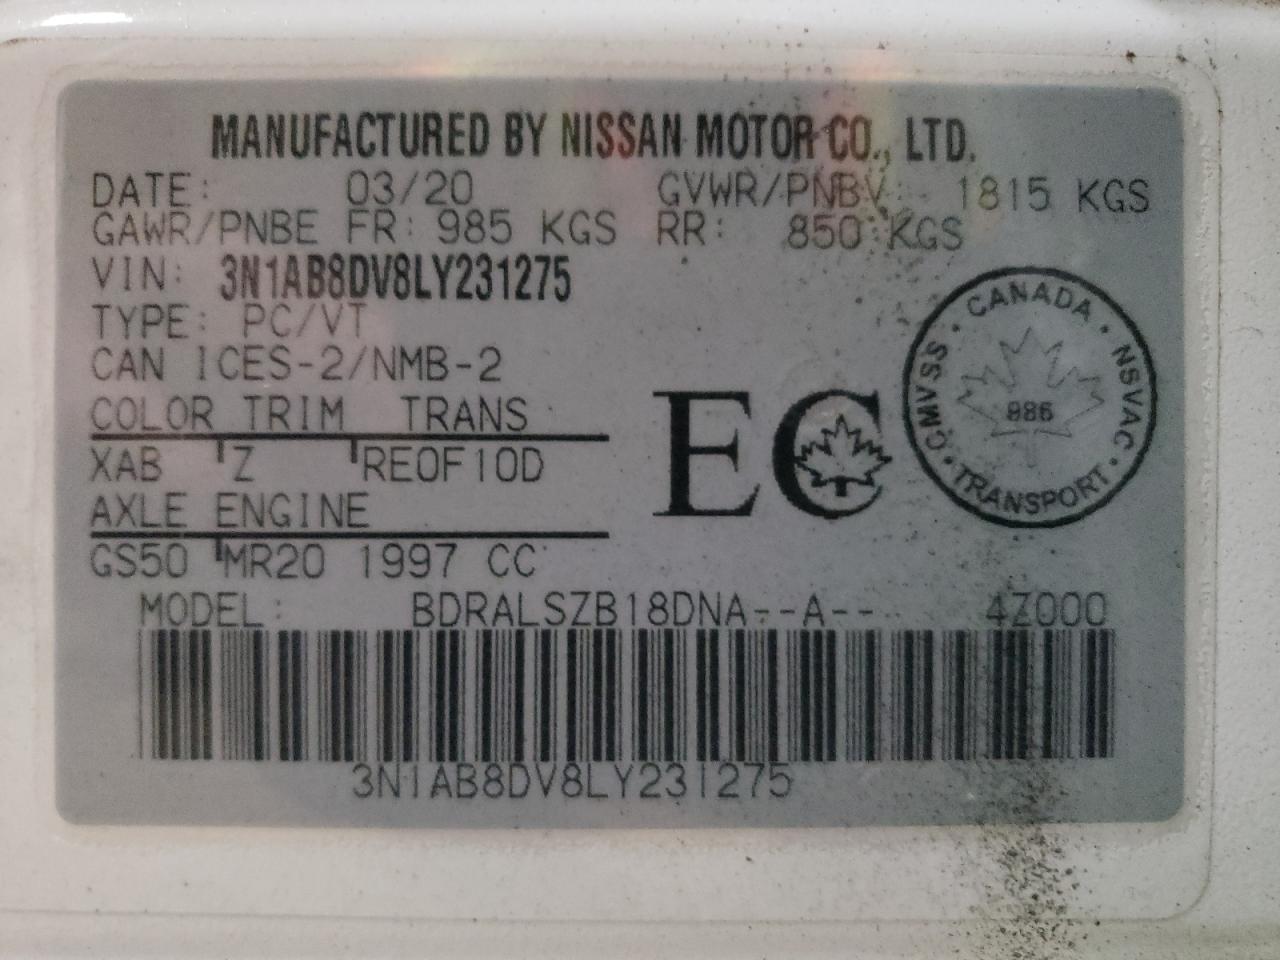 MANUFACTURED BY NISSAN MOTOR CO., LTD.
DATE: 03/20 GVWR/PNBV: 1815 KGS
GAWR/PNBE FR: 985 KGS RR: 850 KGS
VIN: 3N1AB8DV8LY231275
TYPE: PC/VT
CAN ICES-2/NMB-2
COLOR TRIM TRANS
XAB Z RE0F10D
AXLE ENGINE
GS50 MR20 1997 CC
EC
CANADA · NSVAC · TRANSPORT · CMVSS ·
986
MODEL: BDRALSZB18DNA--A-- 4Z000
3N1AB8DV8LY231275